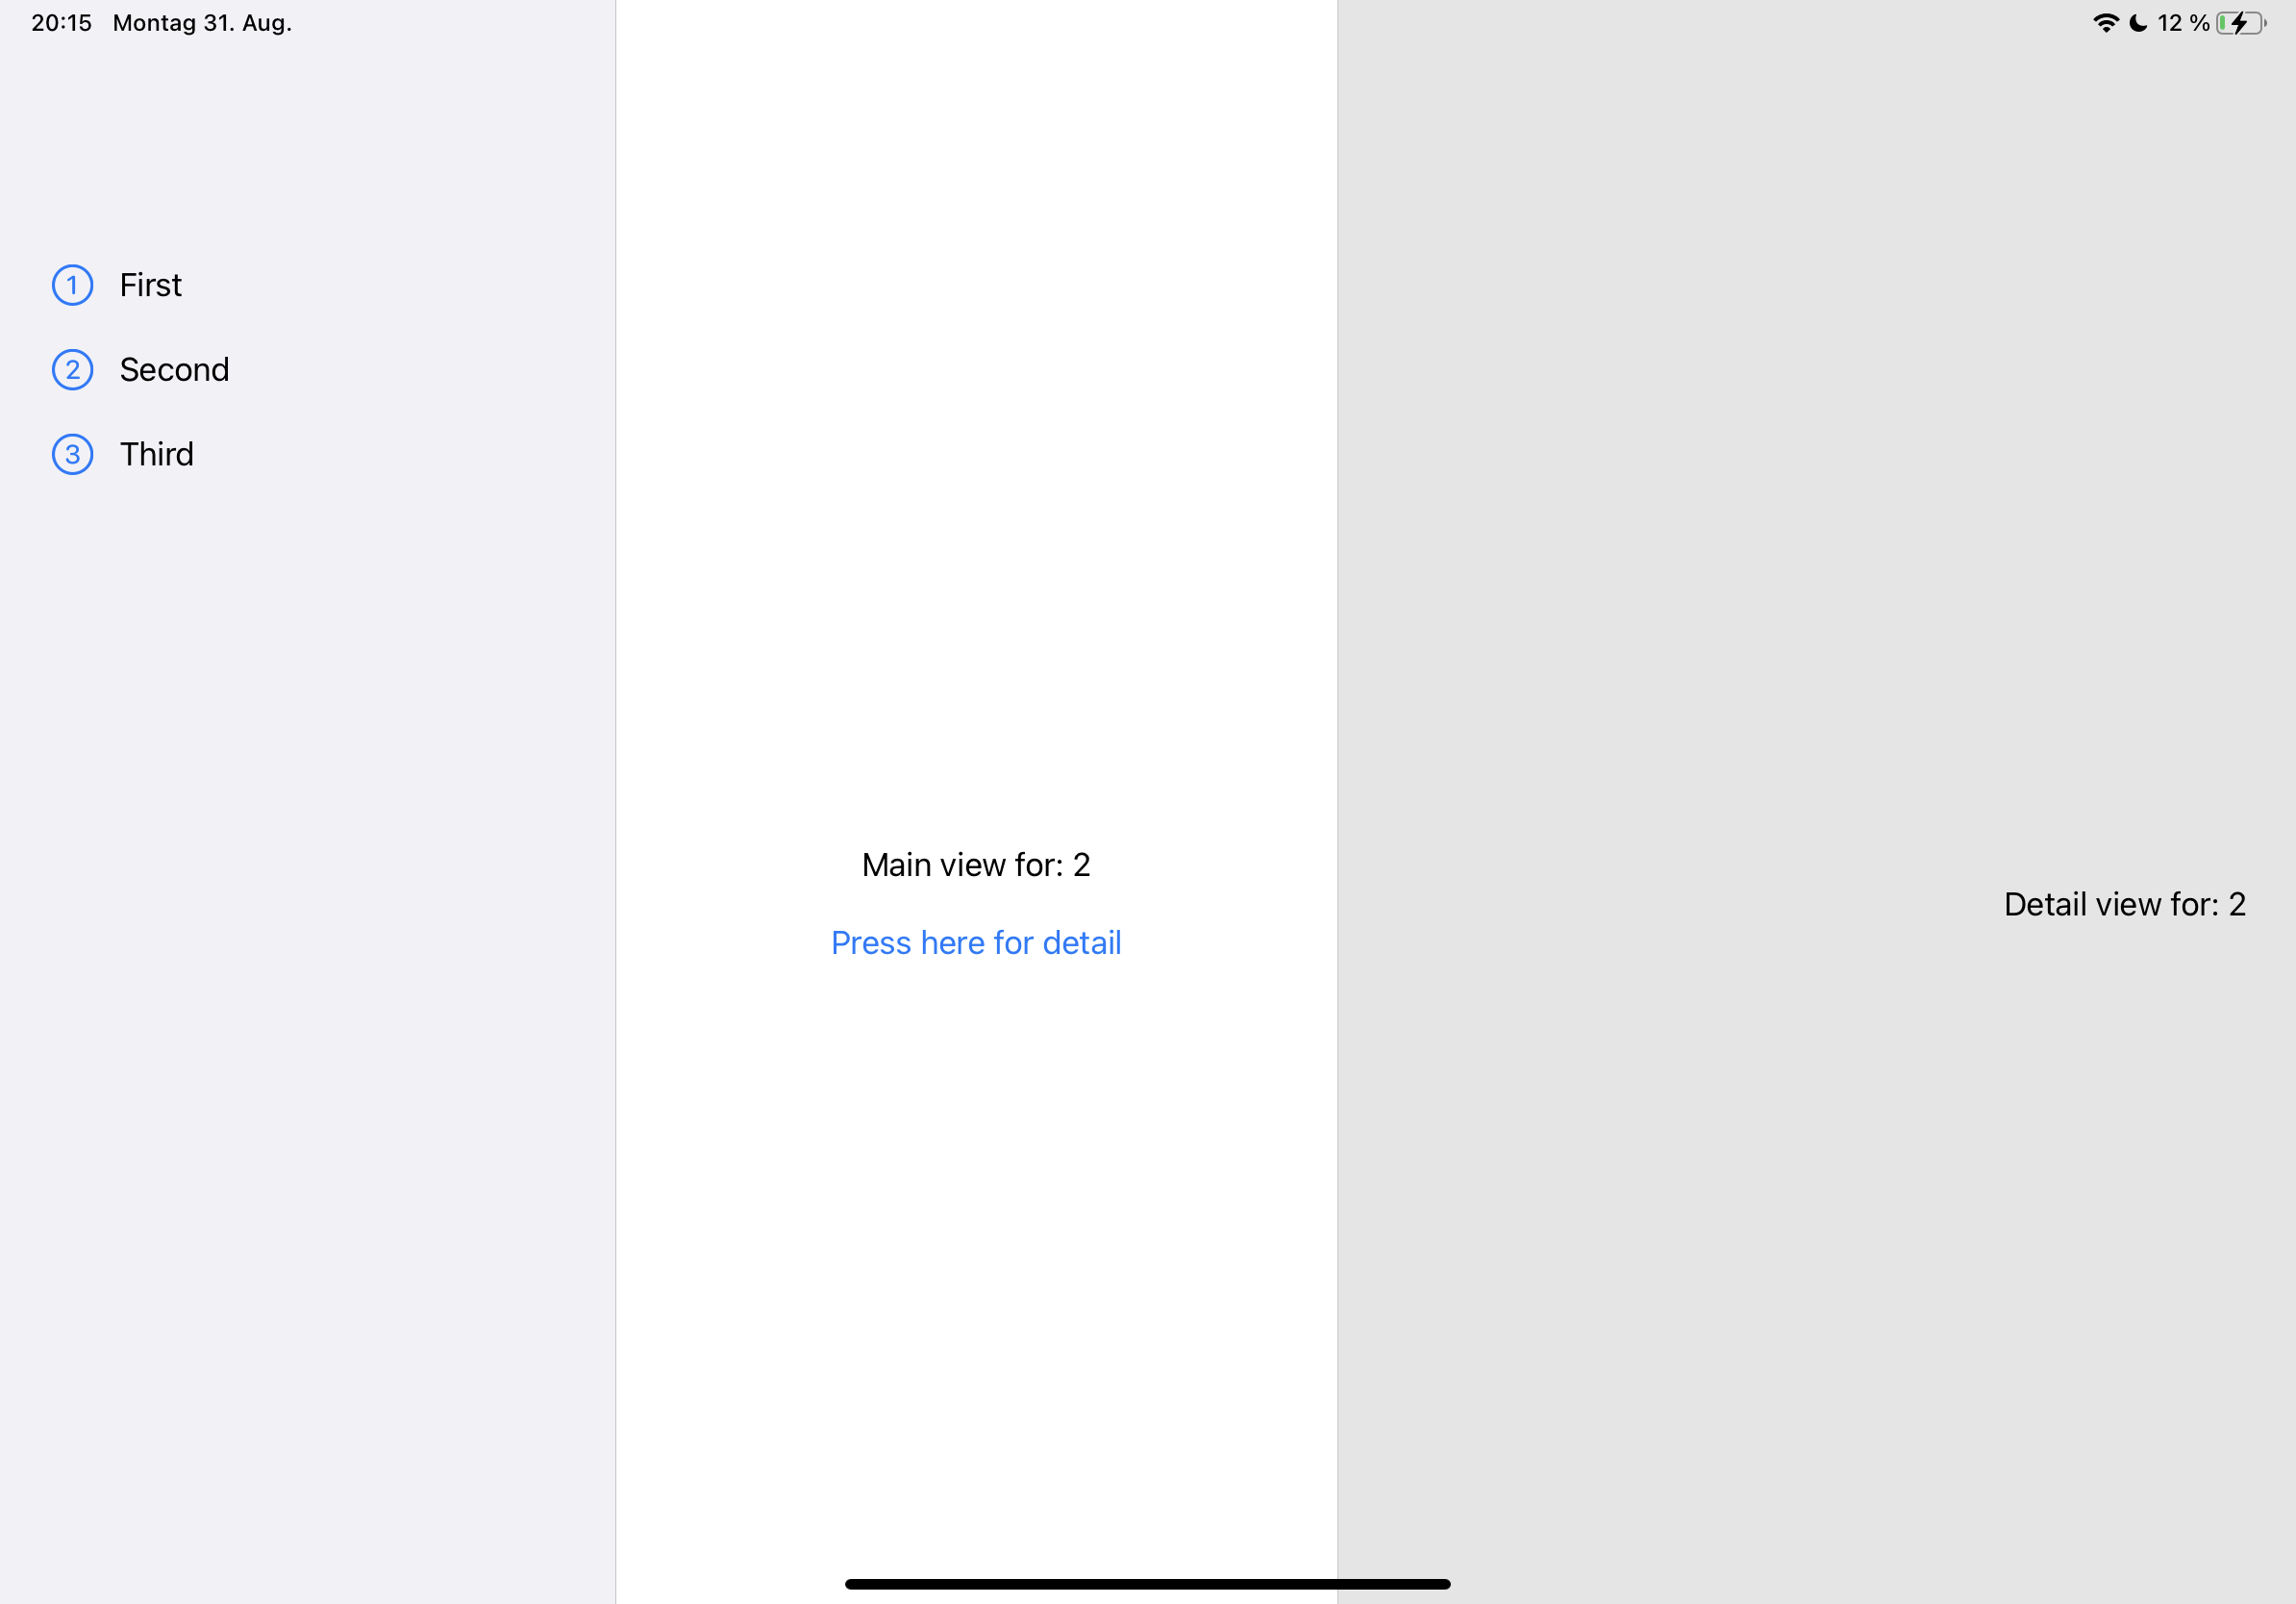 20:15 Montag 31. Aug.
12 %
1 First
2 Second
3 Third
Main view for: 2
Press here for detail
Detail view for: 2